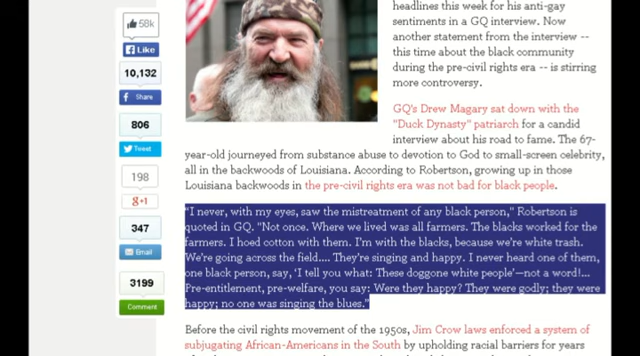 headlines this week for his anti-gay
sentiments in a GQ interview. Now
another statement from the interview --
this time about the black community
during the pre-civil rights era -- is stirring
more controversy.
58k
Like
10,132
Share
806
Tweet
198
g+1
347
Email
3199
Comment
GQ's Drew Magary sat down with the
"Duck Dynasty" patriarch for a candid
interview about his road to fame. The 67-
year-old journeyed from substance abuse to devotion to God to small-screen celebrity,
all in the backwoods of Louisiana. According to Robertson, growing up in those
Louisiana backwoods in the pre-civil rights era was not bad for black people.
"I never, with my eyes, saw the mistreatment of any black person," Robertson is
quoted in GQ. "Not once. Where we lived was all farmers. The blacks worked for the
farmers. I hoed cotton with them. I'm with the blacks, because we're white trash.
We're going across the field.... They're singing and happy. I never heard one of them,
one black person, say, 'I tell you what: These doggone white people'—not a word!...
Pre-entitlement, pre-welfare, you say: Were they happy? They were godly; they were
happy; no one was singing the blues."
Before the civil rights movement of the 1950s, Jim Crow laws enforced a system of
subjugating African-Americans in the South by upholding racial barriers for years